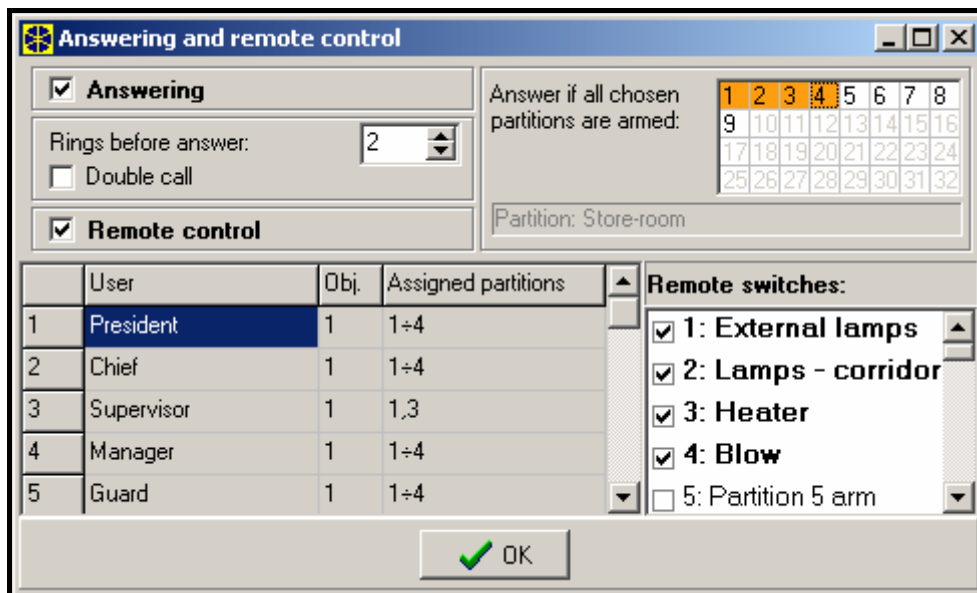 Answering and remote control
Answering
Rings before answer: 2
Double call
Remote control
Answer if all chosen
partitions are armed:
1 2 3 4 5 6 7 8
9 10 11 12 13 14 15 16
17 18 19 20 21 22 23 24
25 26 27 28 29 30 31 32
Partition: Store-room
User Obj. Assigned partitions
1 President 1 1÷4
2 Chief 1 1÷4
3 Supervisor 1 1,3
4 Manager 1 1÷4
5 Guard 1 1÷4
Remote switches:
1: External lamps
2: Lamps - corridor
3: Heater
4: Blow
5: Partition 5 arm
OK